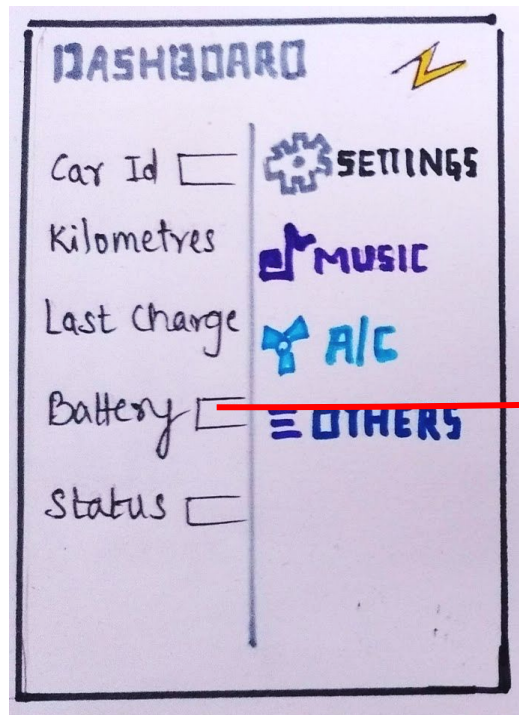 DASHBOARD
Car Id
Kilometres
Last Charge
Battery
Status
SETTINGS
MUSIC
A/C
OTHERS